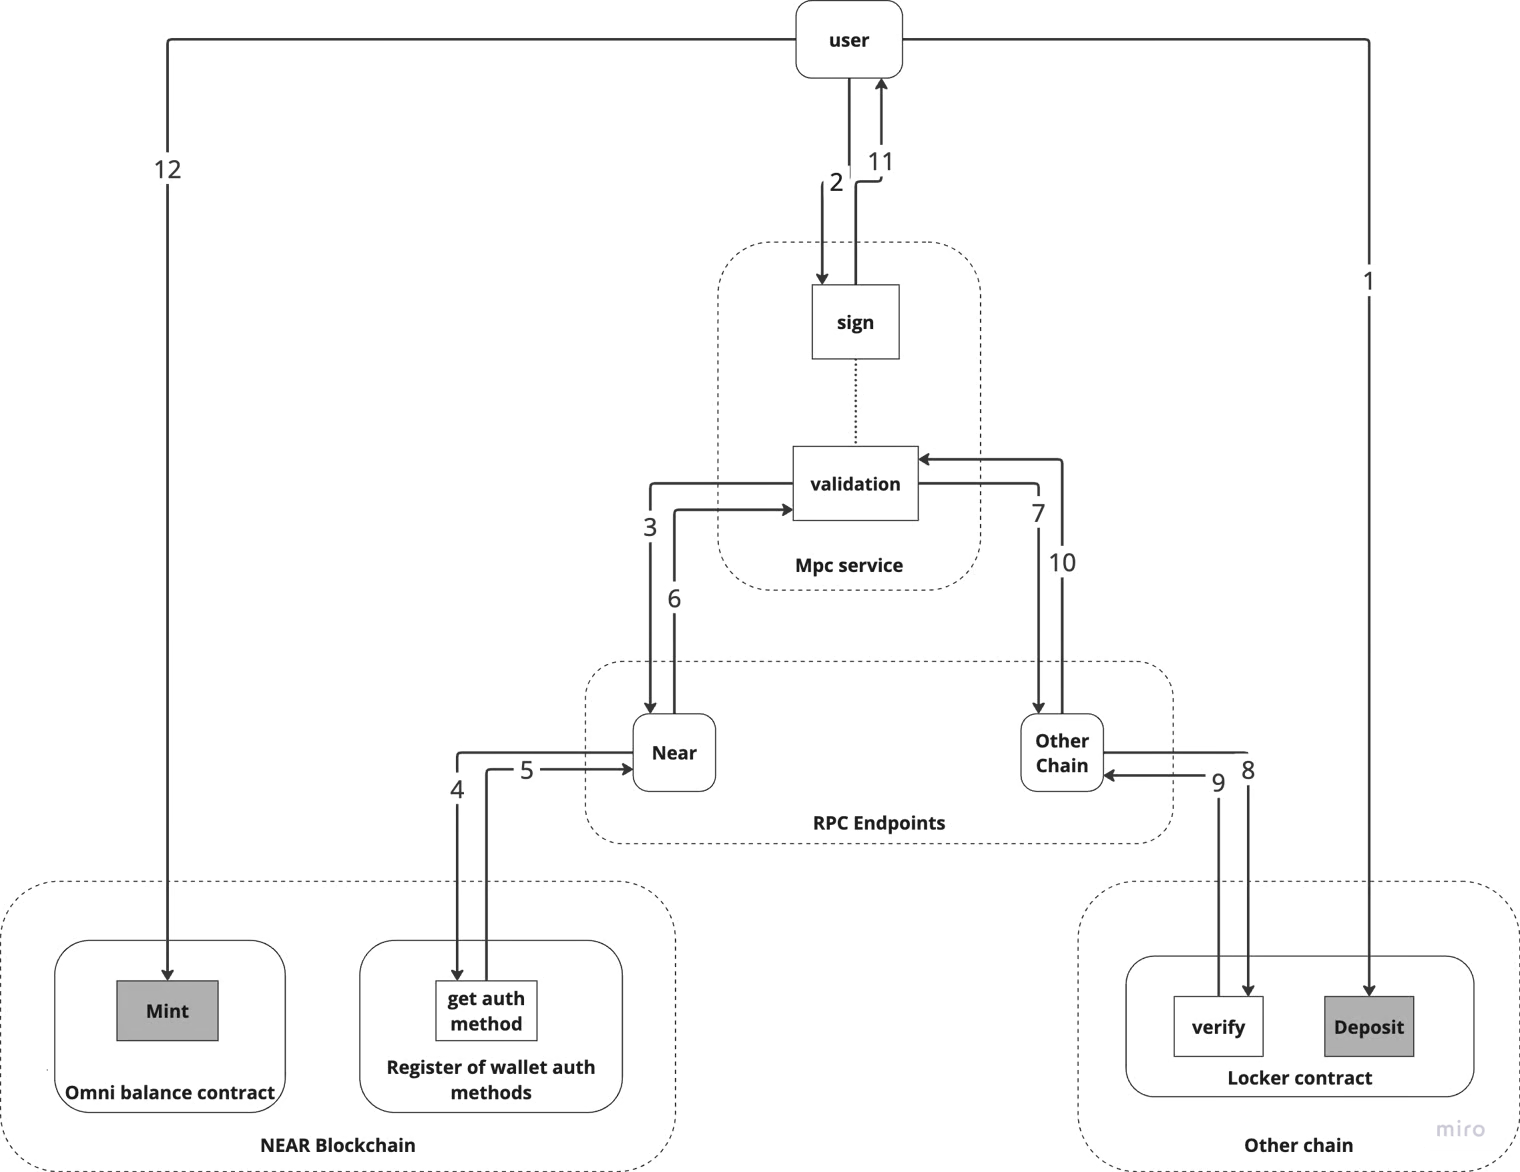 user
12
11
2
1
sign
validation
3
7
10
Mpc service
6
Near
Other
Chain
4
5
9
8
RPC Endpoints
Mint
get auth
method
verify
Deposit
Omni balance contract
Register of wallet auth
methods
Locker contract
NEAR Blockchain
Other chain
miro